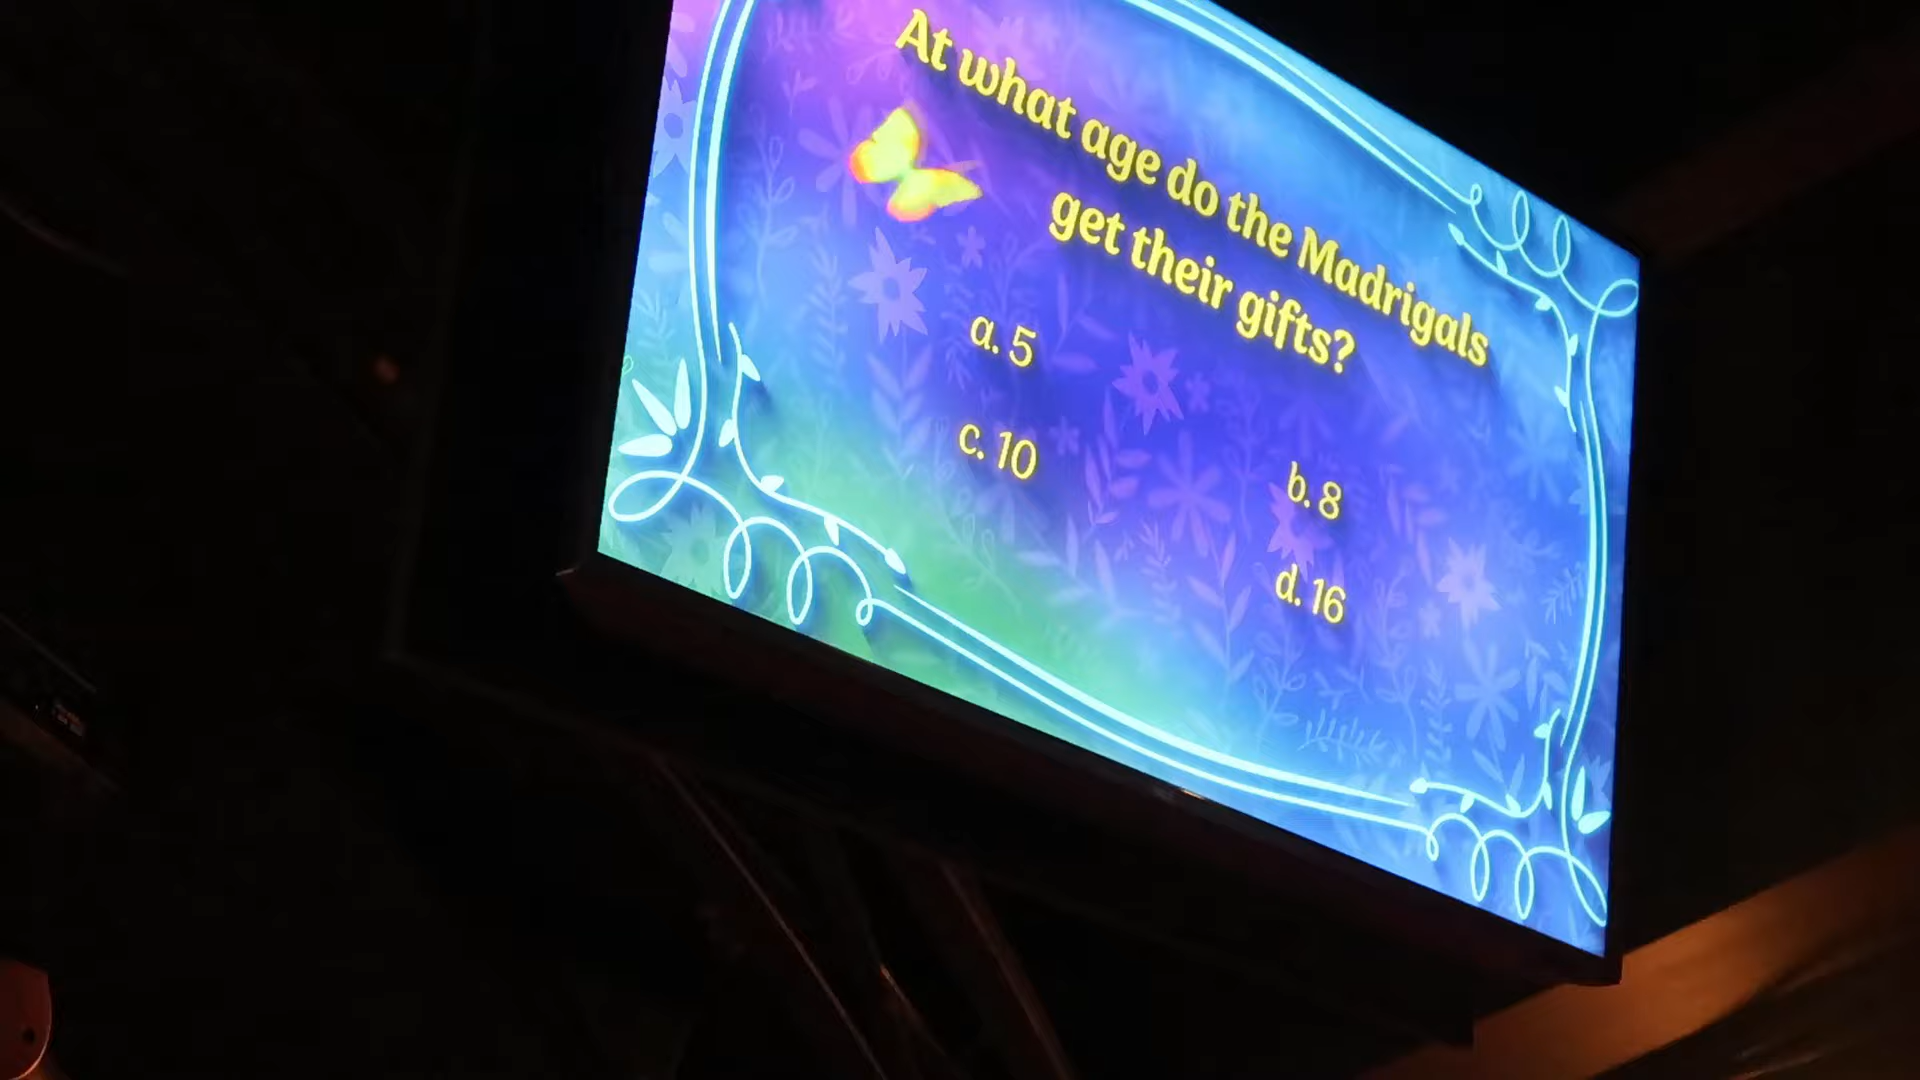 At what age do the Madrigals
get their gifts?
a. 5
b. 8
c. 10
d. 16